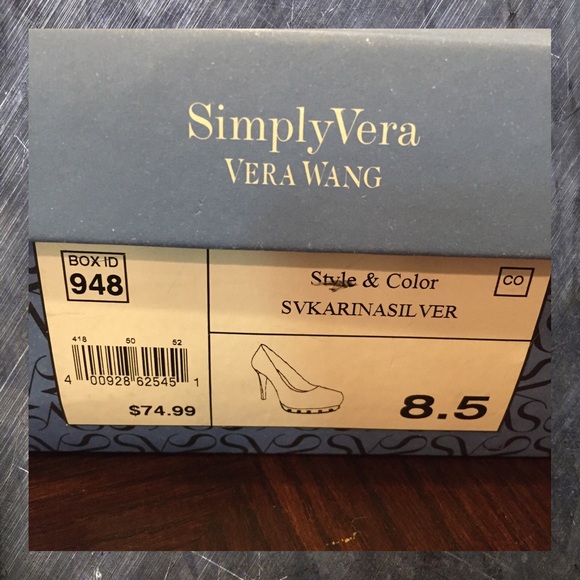 SimplyVera
VERA WANG
BOX ID
948
Style & Color
SVKARINASILVER
CO
418 50 52
4 00928 62545 1
$74.99
8.5